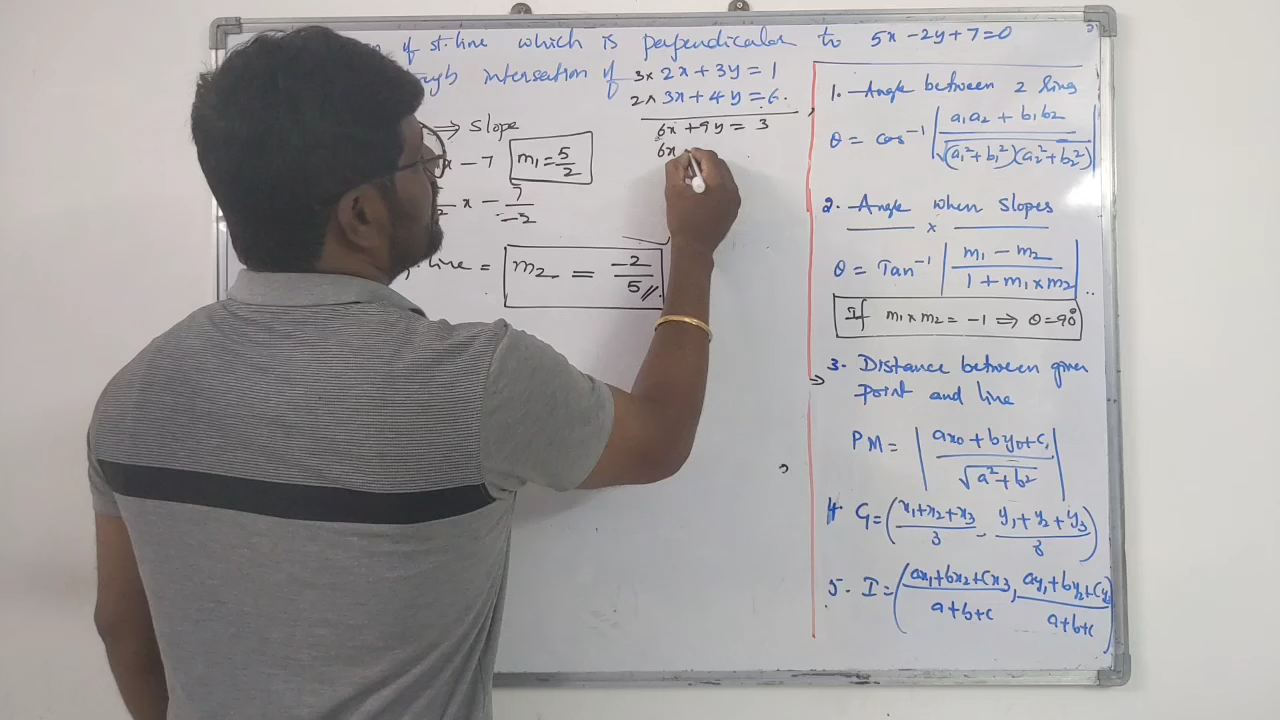 of st. line which is perpendicular to 5x - 2y + 7 = 0
intersation of 3x 2x + 3y = 1
2x 3x + 4y = 6.
6x + 9y = 3
6x
⇒ slope
x - 7 m₁ = 5/2
x - 7/-2
line = m₂ = -2/5 //.
1. Angle between 2 lines
θ = cos⁻¹ | a₁a₂ + b₁b₂ / √(a₁² + b₁²)(a₂² + b₂²) |
2. Angle when slopes
x
θ = Tan⁻¹ | m₁ - m₂ / 1 + m₁ x m₂ |
If m₁ x m₂ = -1 ⇒ θ = 90°
3. Distance between given
point and line
PM = | ax₀ + by₀ + c, / √a² + b² |
4 G = ( x₁ + x₂ + x₃ / 3 - y₁ + y₂ + y₃ / 3 )
5. I = ( ax₁ + bx₂ + cx₃ / a + b + c , ay₁ + by₂ + cy₃ / a + b + c )